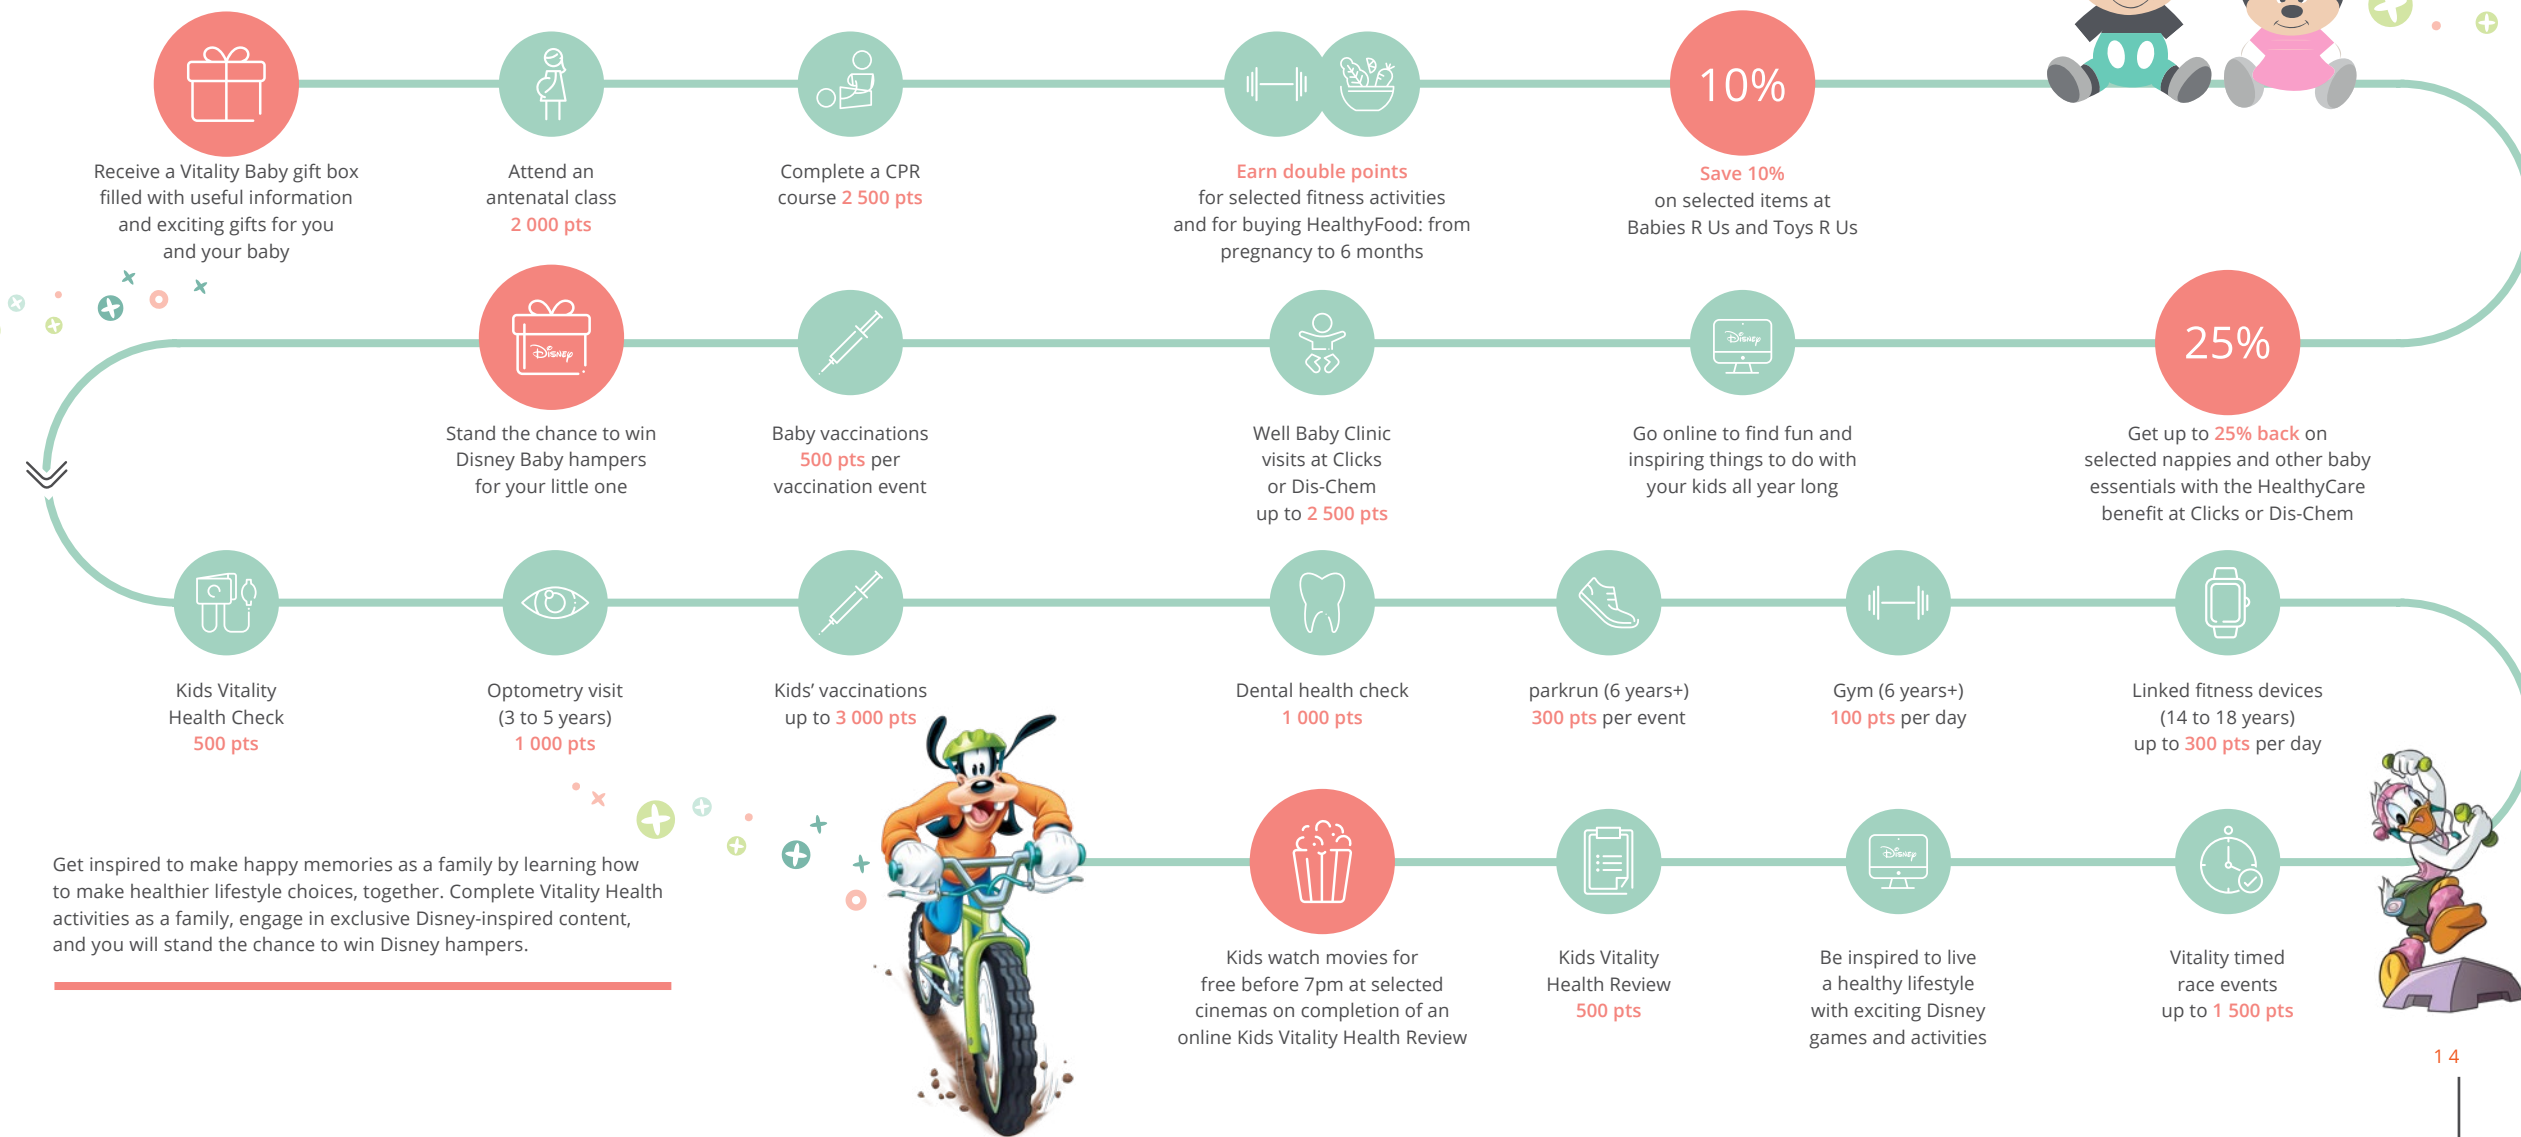 10%
Receive a Vitality Baby gift box
filled with useful information
and exciting gifts for you
and your baby
Attend an
antenatal class
2 000 pts
Complete a CPR
course 2 500 pts
Earn double points
for selected fitness activities
and for buying HealthyFood: from
pregnancy to 6 months
Save 10%
on selected items at
Babies R Us and Toys R Us
Disney
Disney
25%
Stand the chance to win
Disney Baby hampers
for your little one
Baby vaccinations
500 pts per
vaccination event
Well Baby Clinic
visits at Clicks
or Dis-Chem
up to 2 500 pts
Go online to find fun and
inspiring things to do with
your kids all year long
Get up to 25% back on
selected nappies and other baby
essentials with the HealthyCare
benefit at Clicks or Dis-Chem
Kids Vitality
Health Check
500 pts
Optometry visit
(3 to 5 years)
1 000 pts
Kids’ vaccinations
up to 3 000 pts
Dental health check
1 000 pts
parkrun (6 years+)
300 pts per event
Gym (6 years+)
100 pts per day
Linked fitness devices
(14 to 18 years)
up to 300 pts per day
Get inspired to make happy memories as a family by learning how
to make healthier lifestyle choices, together. Complete Vitality Health
activities as a family, engage in exclusive Disney-inspired content,
and you will stand the chance to win Disney hampers.
Disney
Kids watch movies for
free before 7pm at selected
cinemas on completion of an
online Kids Vitality Health Review
Kids Vitality
Health Review
500 pts
Be inspired to live
a healthy lifestyle
with exciting Disney
games and activities
Vitality timed
race events
up to 1 500 pts
14